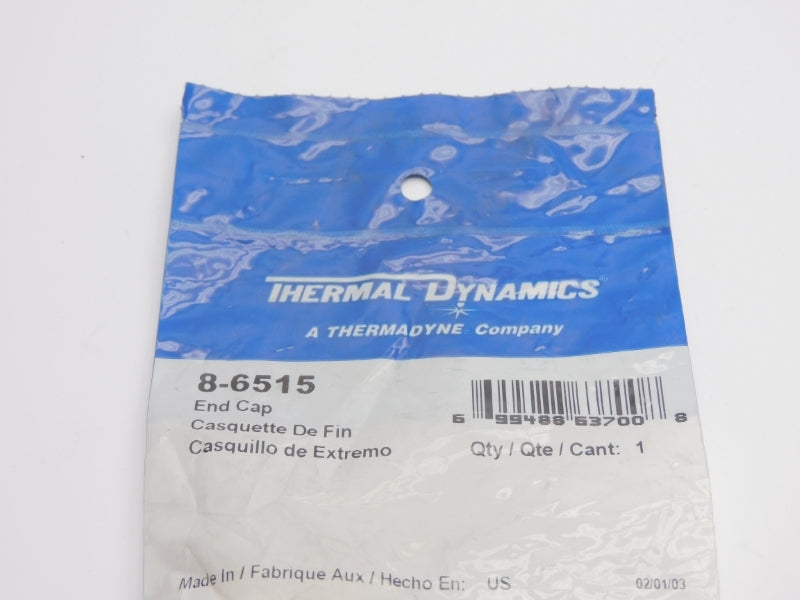 THERMAL DYNAMICS®
A THERMADYNE Company
8-6515
End Cap
Casquette De Fin
Casquillo de Extremo
6 99488 63700 8
Qty / Qte / Cant: 1
Made In / Fabrique Aux / Hecho En: US
02/01/03